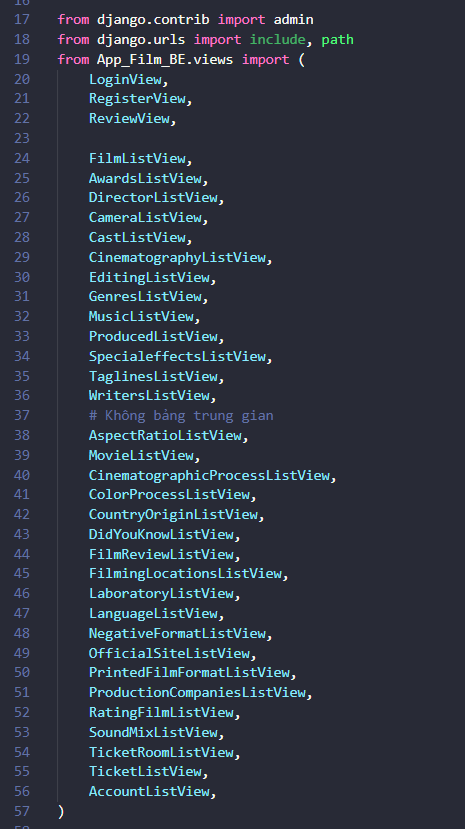 17 from django.contrib import admin
18 from django.urls import include, path
19 from App_Film_BE.views import (
20 LoginView,
21 RegisterView,
22 ReviewView,
23
24 FilmListView,
25 AwardsListView,
26 DirectorListView,
27 CameraListView,
28 CastListView,
29 CinematographyListView,
30 EditingListView,
31 GenresListView,
32 MusicListView,
33 ProducedListView,
34 SpecialeffectsListView,
35 TaglinesListView,
36 WritersListView,
37 # Không bảng trung gian
38 AspectRatioListView,
39 MovieListView,
40 CinematographicProcessListView,
41 ColorProcessListView,
42 CountryOriginListView,
43 DidYouKnowListView,
44 FilmReviewListView,
45 FilmingLocationsListView,
46 LaboratoryListView,
47 LanguageListView,
48 NegativeFormatListView,
49 OfficialSiteListView,
50 PrintedFilmFormatListView,
51 ProductionCompaniesListView,
52 RatingFilmListView,
53 SoundMixListView,
54 TicketRoomListView,
55 TicketListView,
56 AccountListView,
57 )